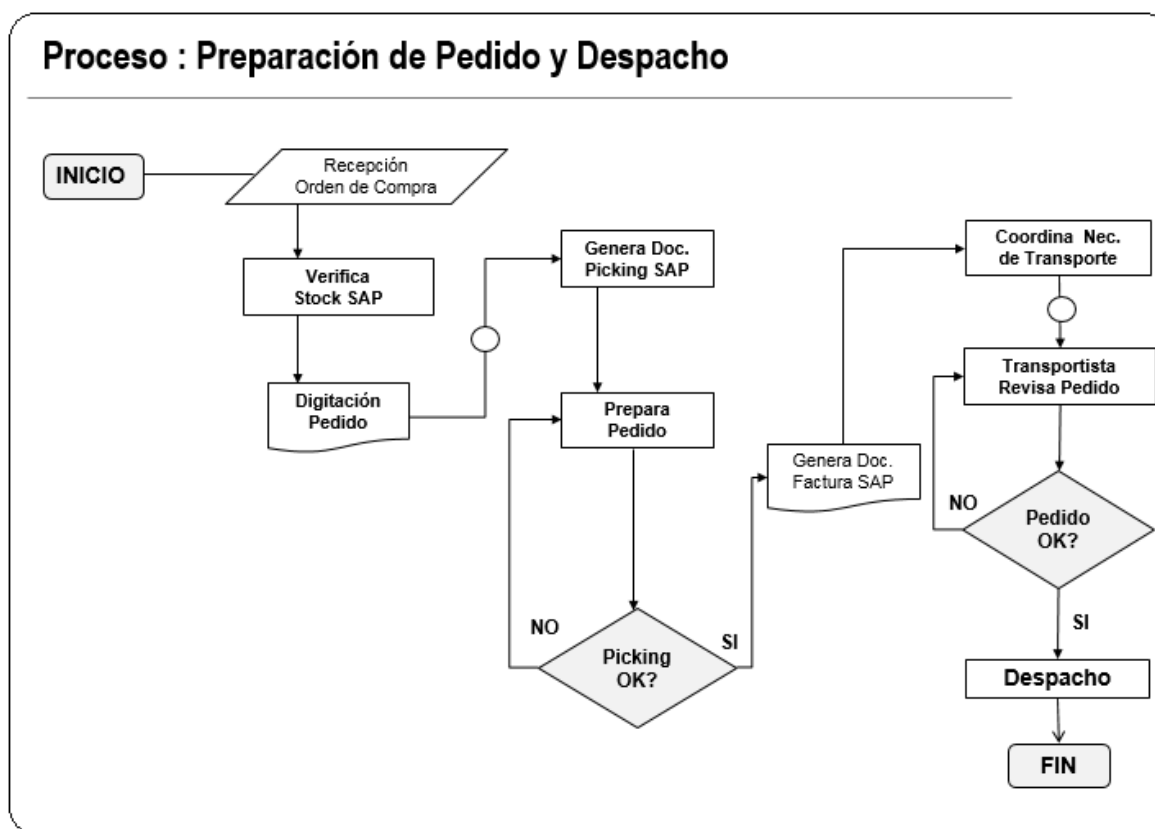 Proceso : Preparación de Pedido y Despacho
INICIO
Recepción
Orden de Compra
Verifica
Stock SAP
Digitación
Pedido
Genera Doc.
Picking SAP
Prepara
Pedido
NO
Picking
OK?
SI
Genera Doc.
Factura SAP
Coordina Nec.
de Transporte
Transportista
Revisa Pedido
NO
Pedido
OK?
SI
Despacho
FIN